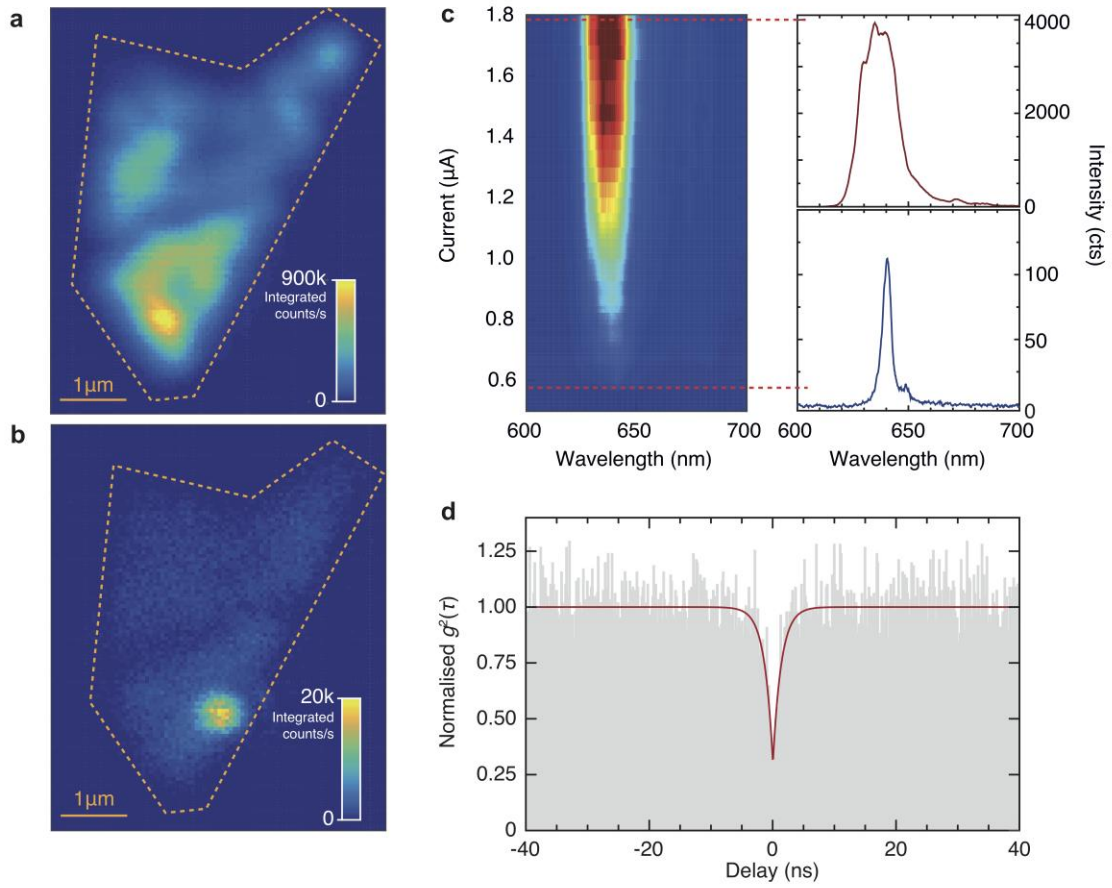 a
900k
Integrated
counts/s
0
1µm
b
20k
Integrated
counts/s
0
1µm
c
1.8
1.6
1.4
1.2
1.0
0.8
0.6
Current (µA)
600
650
700
Wavelength (nm)
4000
2000
0
100
50
0
Intensity (cts)
600
650
700
Wavelength (nm)
d
1.25
1.00
0.75
0.50
0.25
0
Normalised g²(τ)
-40
-20
0
20
40
Delay (ns)